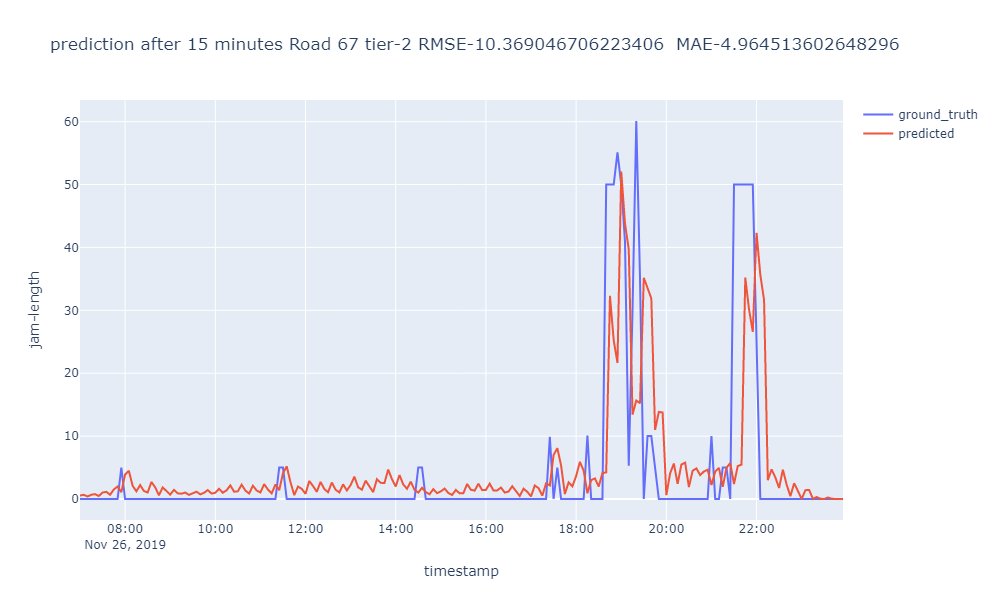 prediction after 15 minutes Road 67 tier-2 RMSE-10.369046706223406  MAE-4.964513602648296
ground_truth
predicted
60
50
40
30
20
10
0
jam-length
08:00 10:00 12:00 14:00 16:00 18:00 20:00 22:00
Nov 26, 2019
timestamp